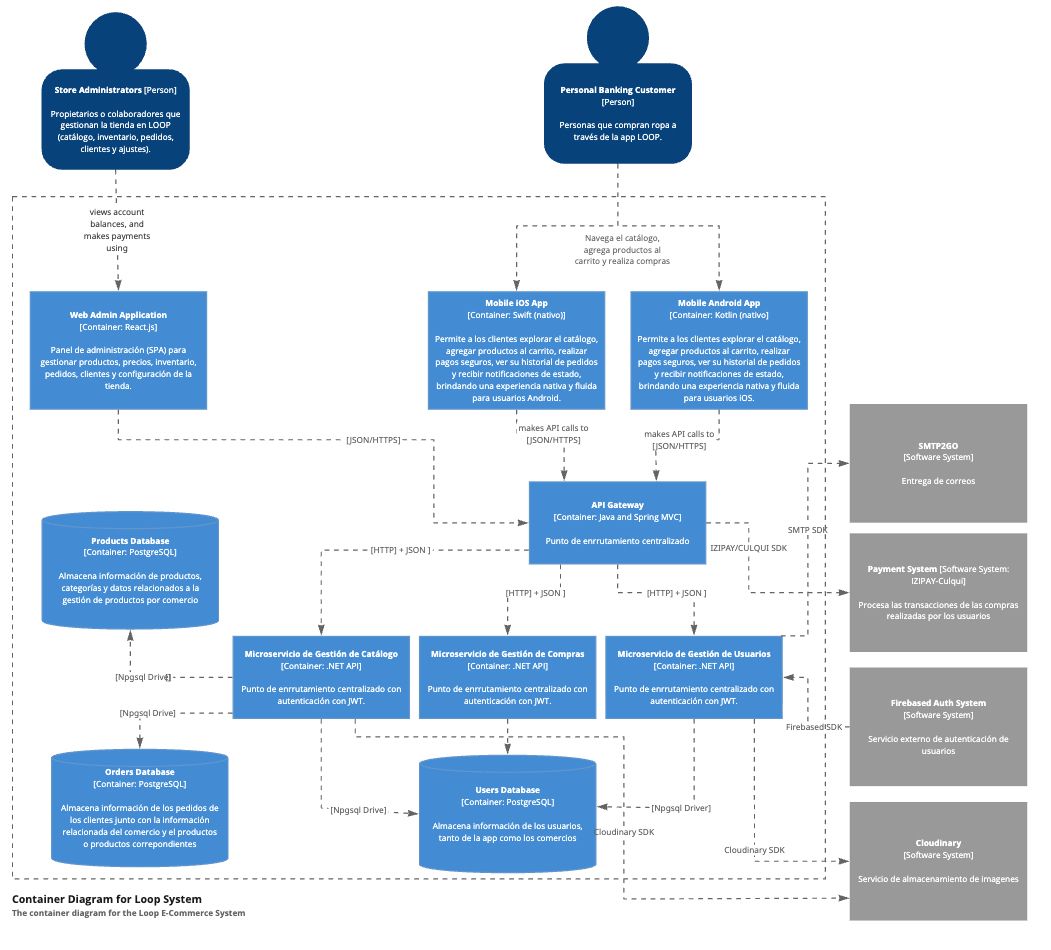 Store Administrators [Person]
Propietarios o colaboradores que
gestionan la tienda en LOOP
(catálogo, inventario, pedidos,
clientes y ajustes).
Personal Banking Customer
[Person]
Personas que compran ropa a
través de la app LOOP.
views account
balances, and
makes payments
using
Navega el catálogo,
agrega productos al
carrito y realiza compras
Web Admin Application
[Container: React.js]
Panel de administración (SPA) para
gestionar productos, precios, inventario,
pedidos, clientes y configuración de la
tienda.
Mobile iOS App
[Container: Swift (nativo)]
Permite a los clientes explorar el catálogo,
agregar productos al carrito, realizar
pagos seguros, ver su historial de pedidos
y recibir notificaciones de estado,
brindando una experiencia nativa y fluida
para usuarios Android.
Mobile Android App
[Container: Kotlin (nativo]
Permite a los clientes explorar el catálogo,
agregar productos al carrito, realizar
pagos seguros, ver su historial de pedidos
y recibir notificaciones de estado,
brindando una experiencia nativa y fluida
para usuarios iOS.
[JSON/HTTPS]
makes API calls to
[JSON/HTTPS]
makes API calls to
[JSON/HTTPS]
SMTP2GO
[Software System]
Entrega de correos
API Gateway
[Container: Java and Spring MVC]
Punto de enrrutamiento centralizado
SMTP SDK
IZIPAY/CULQUI SDK
Products Database
[Container: PostgreSQL]
Almacena información de productos,
categorías y datos relacionados a la
gestión de productos por comercio
[HTTP] + JSON ]
[HTTP] + JSON ]
[HTTP] + JSON ]
Payment System [Software System:
IZIPAY-Culqui]
Procesa las transacciones de las compras
realizadas por los usuarios
Microservicio de Gestión de Catálogo
[Container: .NET API]
Punto de enrrutamiento centralizado con
autenticación con JWT.
Microservicio de Gestión de Compras
[Container: .NET API]
Punto de enrrutamiento centralizado con
autenticación con JWT.
Microservicio de Gestión de Usuarios
[Container: .NET API]
Punto de enrrutamiento centralizado con
autenticación con JWT.
[Npgsql Drive]
[Npgsql Drive]
Firebased SDK
Firebased Auth System
[Software System]
Servicio externo de autenticación de
usuarios
Orders Database
[Container: PostgreSQL]
Almacena información de los pedidos de
los clientes junto con la información
relacionada del comercio y el productos
o productos correpondientes
[Npgsql Drive]
Users Database
[Container: PostgreSQL]
Almacena información de los usuarios,
tanto de la app como los comercios
[Npgsql Driver]
Cloudinary SDK
Cloudinary SDK
Cloudinary
[Software System]
Servicio de almacenamiento de imagenes
Container Diagram for Loop System
The container diagram for the Loop E-Commerce System